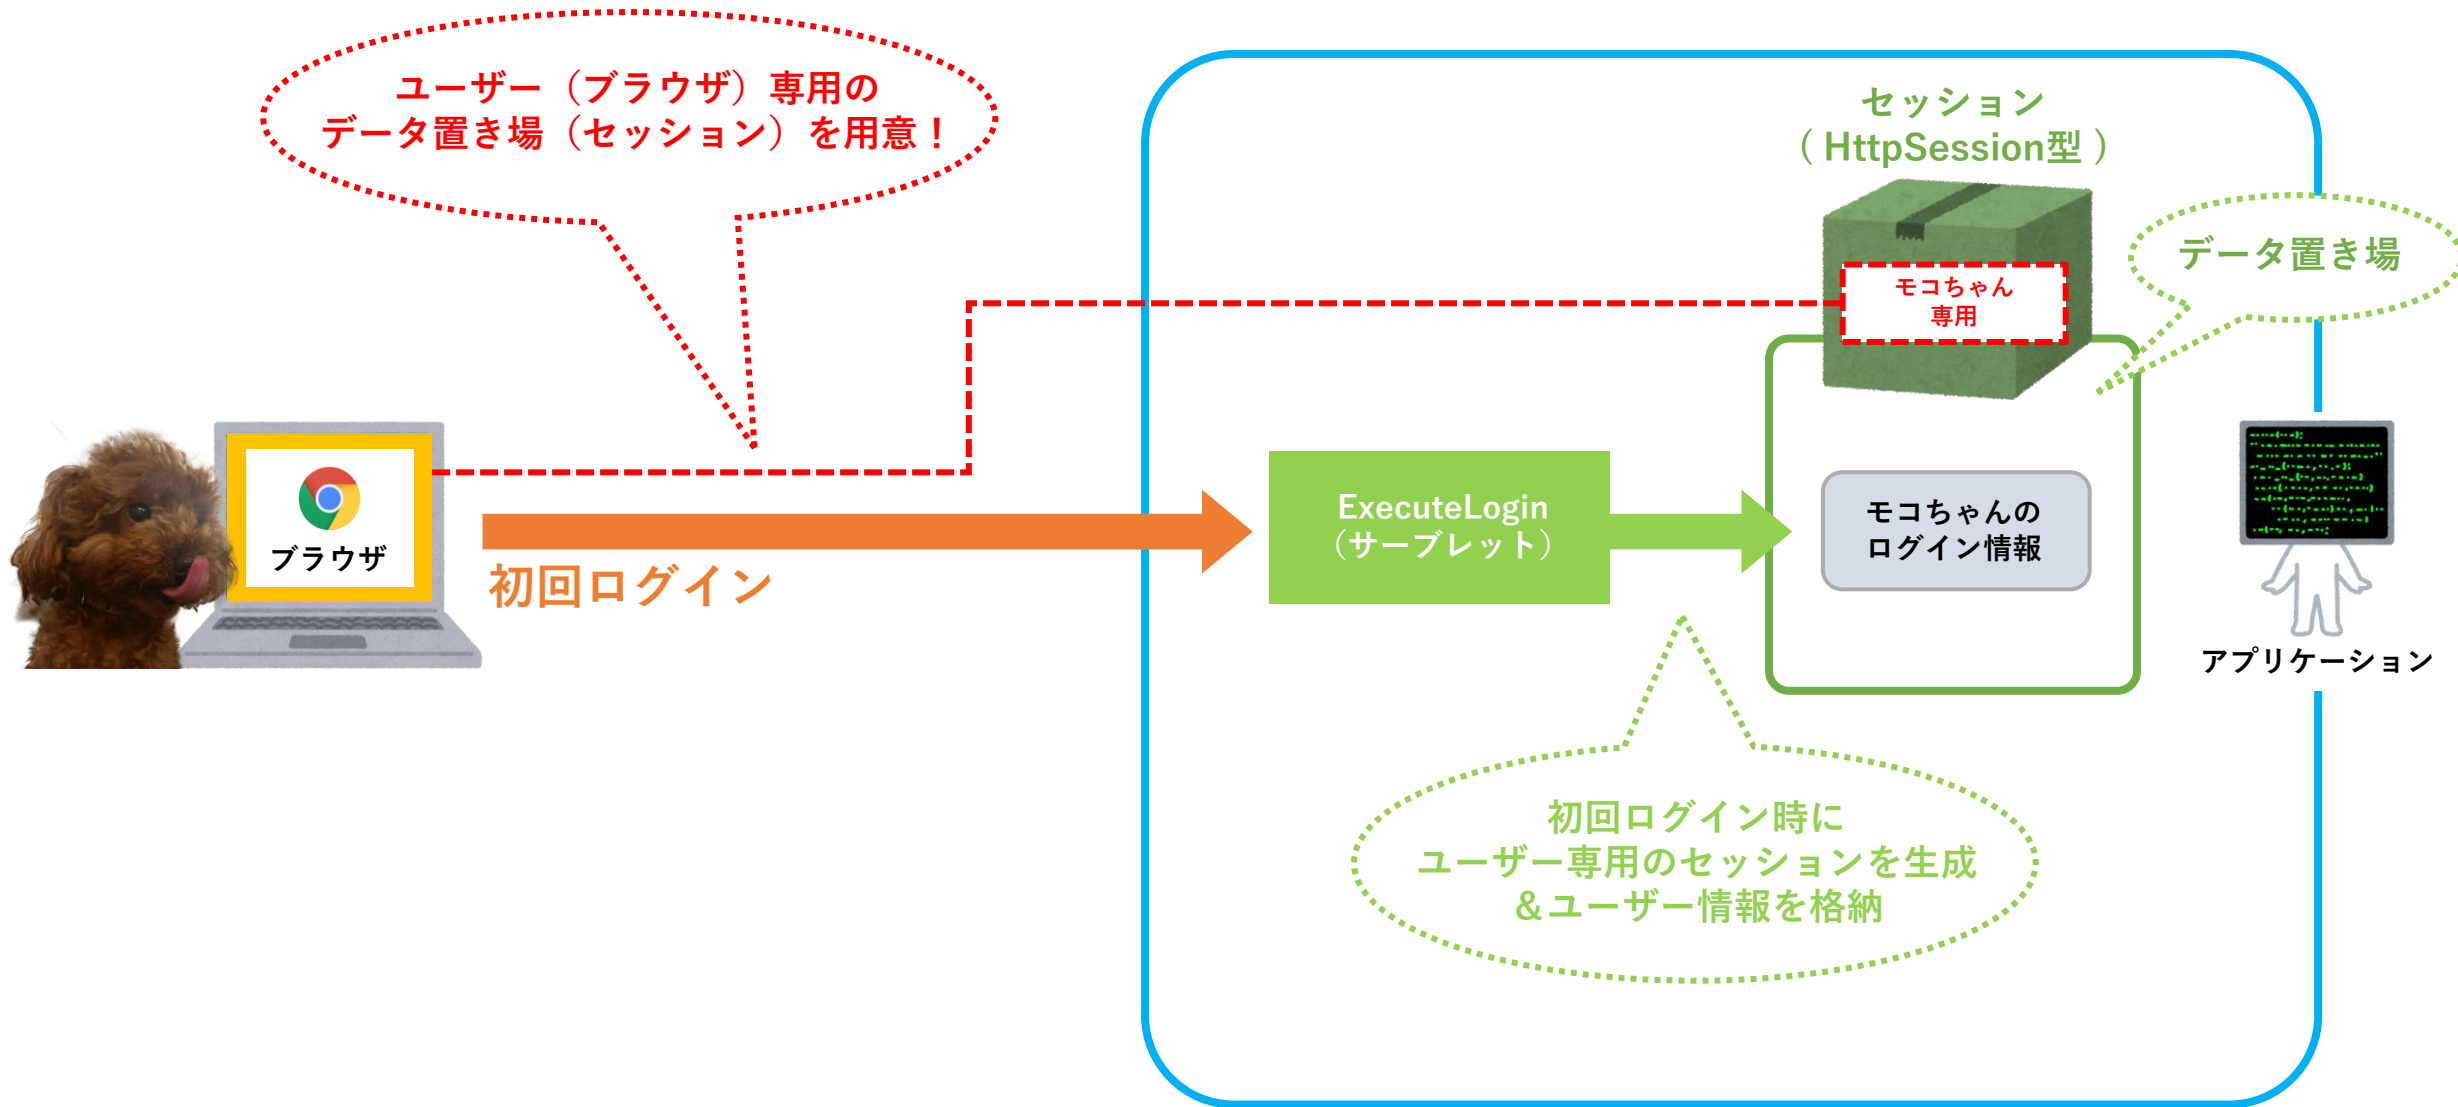 ユーザー（ブラウザ）専用の
データ置き場（セッション）を用意！
セッション
（HttpSession型）
データ置き場
モコちゃん
専用
ブラウザ
初回ログイン
ExecuteLogin
（サーブレット）
モコちゃんの
ログイン情報
アプリケーション
初回ログイン時に
ユーザー専用のセッションを生成
＆ユーザー情報を格納